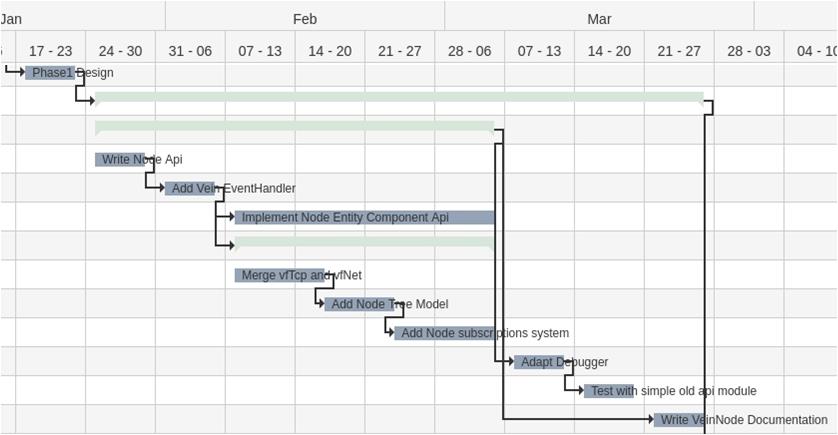 Jan Feb Mar
6 17 - 23 24 - 30 31 - 06 07 - 13 14 - 20 21 - 27 28 - 06 07 - 13 14 - 20 21 - 27 28 - 03 04 - 10
Phase1 Design
Write Node Api
Add Vein EventHandler
Implement Node Entity Component Api
Merge vfTcp and vfNet
Add Node Tree Model
Add Node subscriptions system
Adapt Debugger
Test with simple old api module
Write VeinNode Documentation